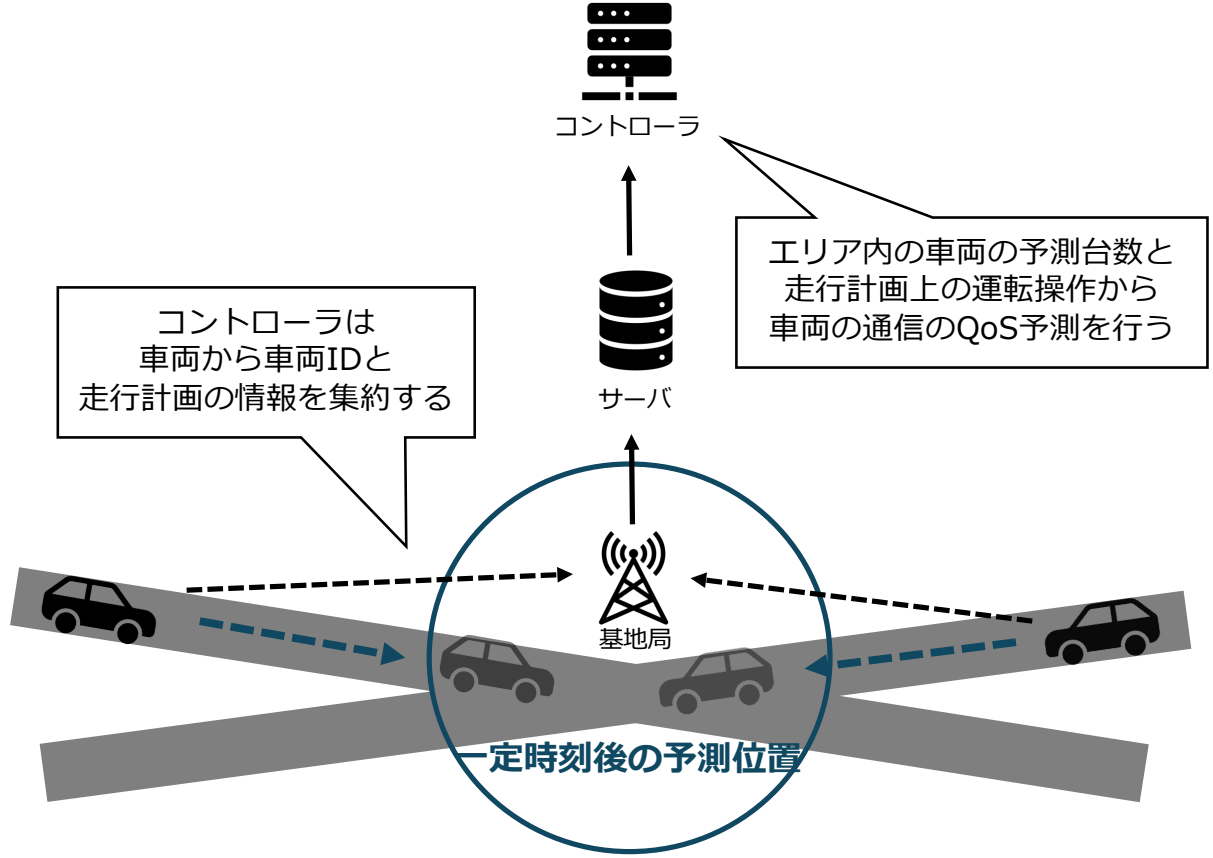 コントローラ
エリア内の車両の予測台数と
走行計画上の運転操作から
車両の通信のQoS予測を行う
コントローラは
車両から車両IDと
走行計画の情報を集約する
サーバ
基地局
一定時刻後の予測位置